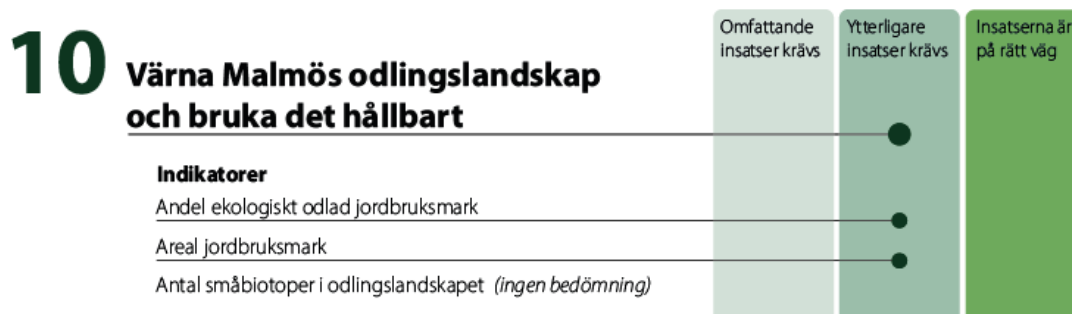 10
Värna Malmös odlingslandskap
och bruka det hållbart
Omfattande
insatser krävs
Ytterligare
insatser krävs
Insatserna är
på rätt väg
Indikatorer
Andel ekologiskt odlad jordbruksmark
Areal jordbruksmark
Antal småbiotoper i odlingslandskapet (ingen bedömning)